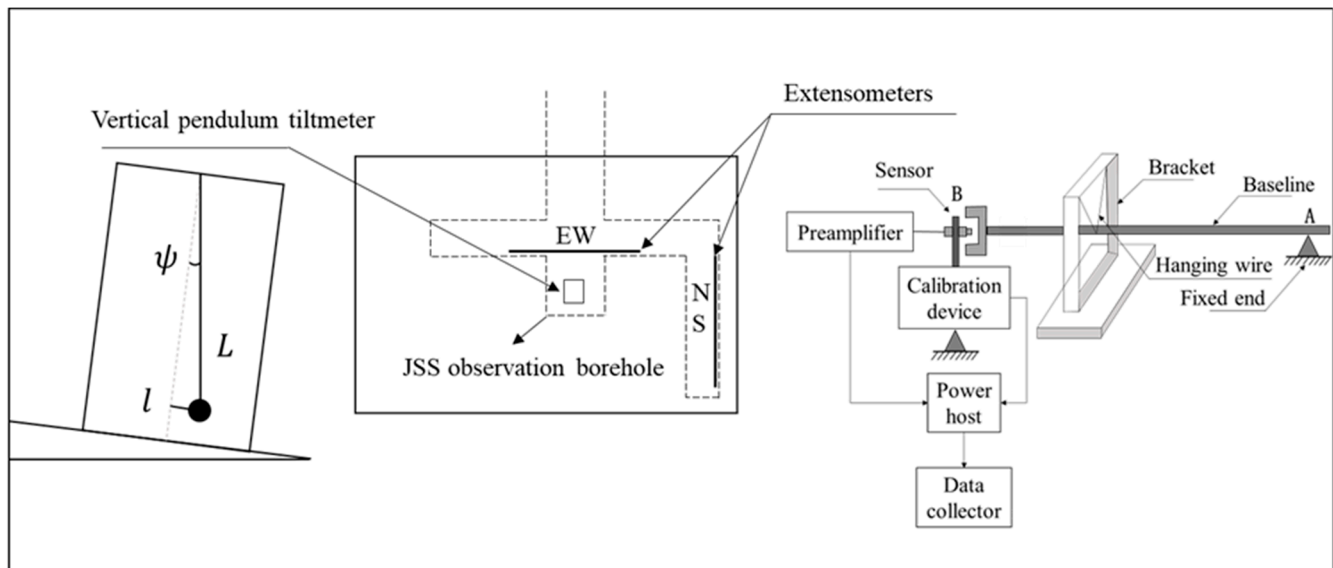 Vertical pendulum tiltmeter
ψ
L
l
Extensometers
EW
N
S
JSS observation borehole
Sensor
B
Preamplifier
Calibration
device
Power
host
Data
collector
Bracket
Baseline
A
Hanging wire
Fixed end